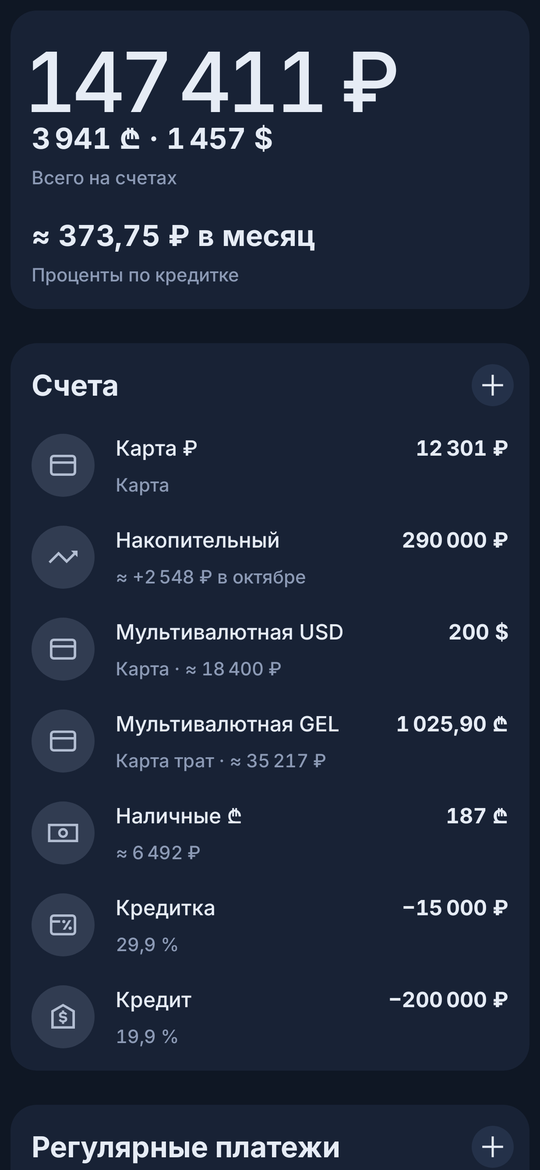 147 411 ₽
3 941 ₾ · 1 457 $
Всего на счетах
≈ 373,75 ₽ в месяц
Проценты по кредитке
Счета
Карта ₽ 12 301 ₽
Карта
Накопительный 290 000 ₽
≈ +2 548 ₽ в октябре
Мультивалютная USD 200 $
Карта · ≈ 18 400 ₽
Мультивалютная GEL 1 025,90 ₾
Карта трат · ≈ 35 217 ₽
Наличные ₾ 187 ₾
≈ 6 492 ₽
Кредитка −15 000 ₽
29,9 %
Кредит −200 000 ₽
19,9 %
Регулярные платежи